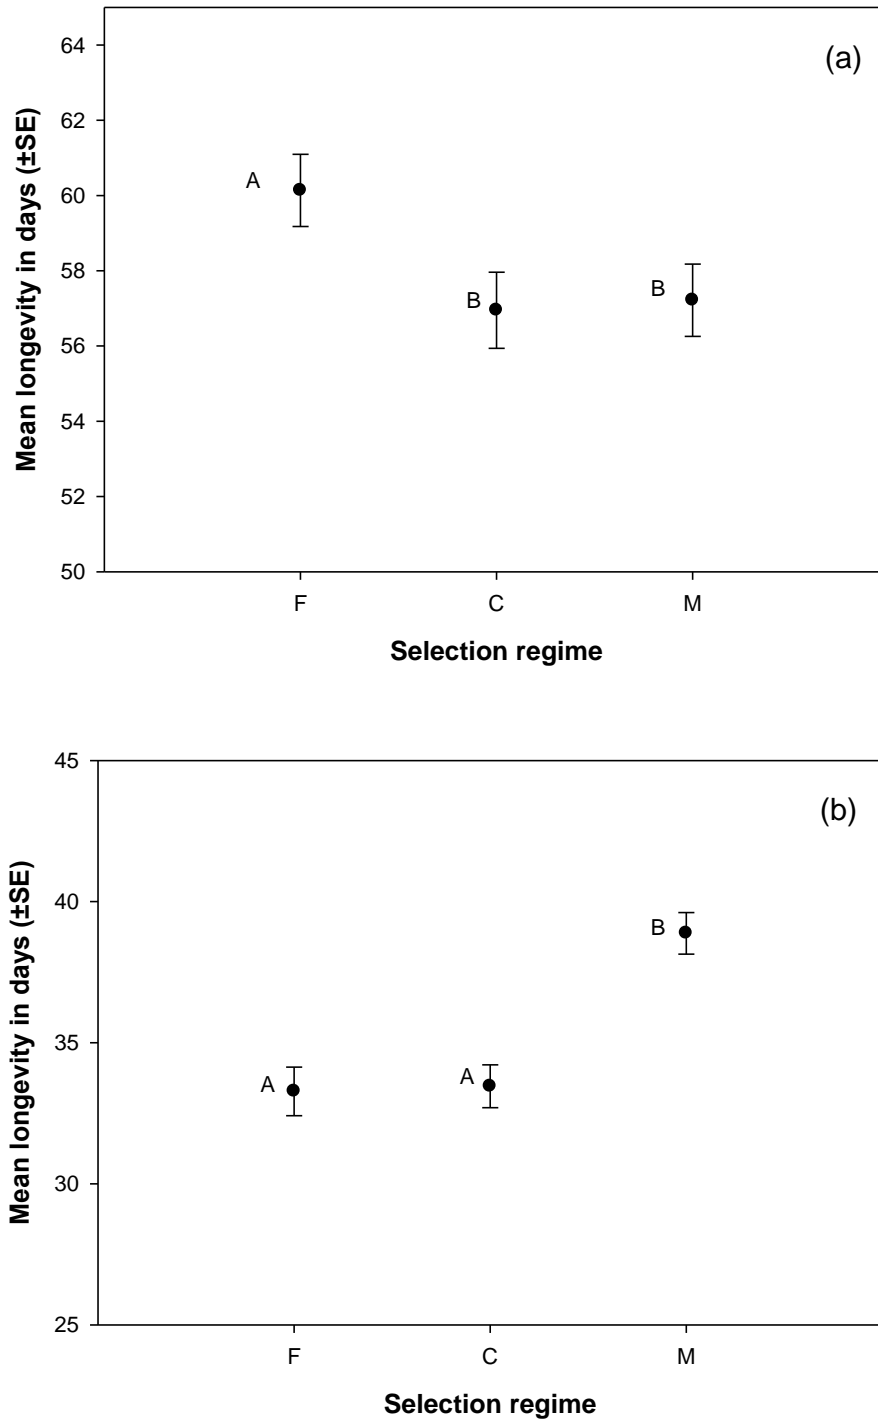 (a)
Mean longevity in days (±SE)
64
62
60
58
56
54
52
50
A
B
B
F C M
Selection regime
(b)
Mean longevity in days (±SE)
45
40
35
30
25
B
A
A
F C M
Selection regime